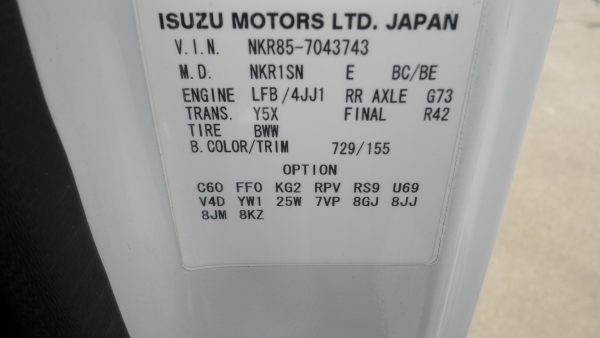 ISUZU MOTORS LTD. JAPAN
V.I.N. NKR85-7043743
M.D. NKR1SN E BC/BE
ENGINE LFB/4JJ1 RR AXLE G73
TRANS. Y5X FINAL R42
TIRE BWW
B.COLOR/TRIM 729/155
OPTION
C60 FF0 KG2 RPV RS9 U69
V4D YW1 25W 7VP 8GJ 8JJ
8JM 8KZ